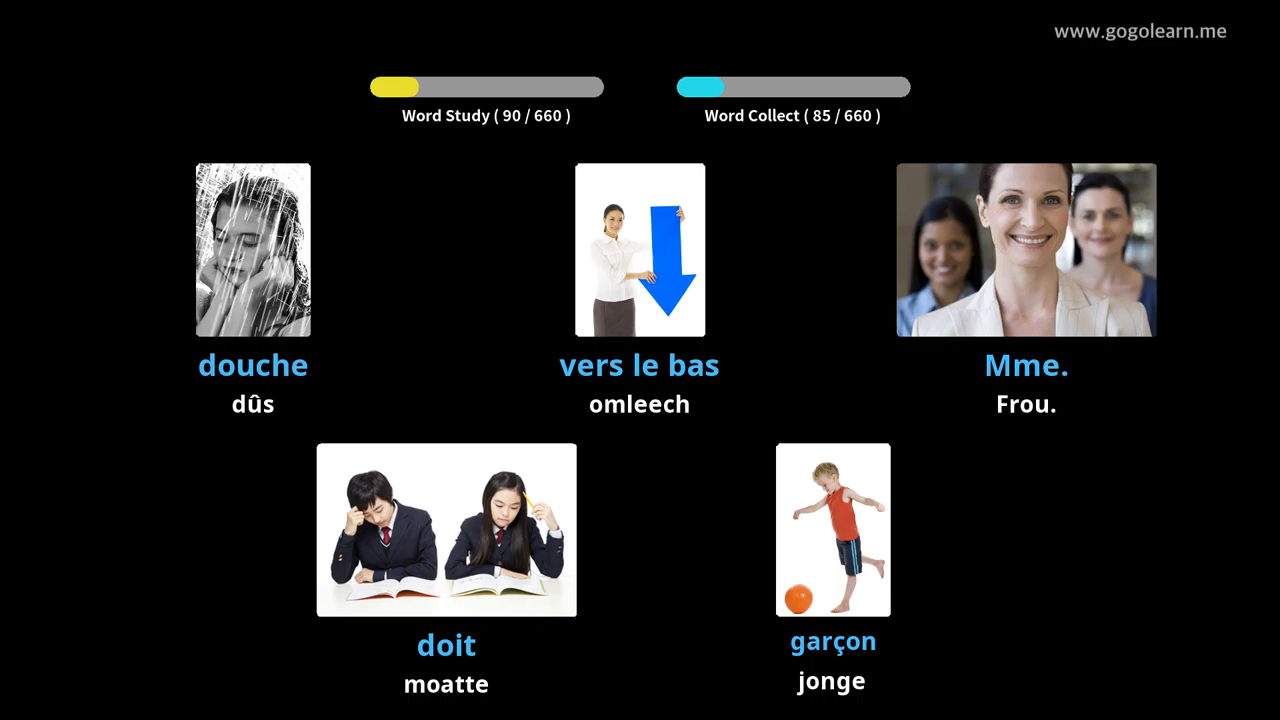 www.gogolearn.me
Word Study ( 90 / 660 )
Word Collect ( 85 / 660 )
douche
dûs
vers le bas
omleech
Mme.
Frou.
doit
moatte
garçon
jonge